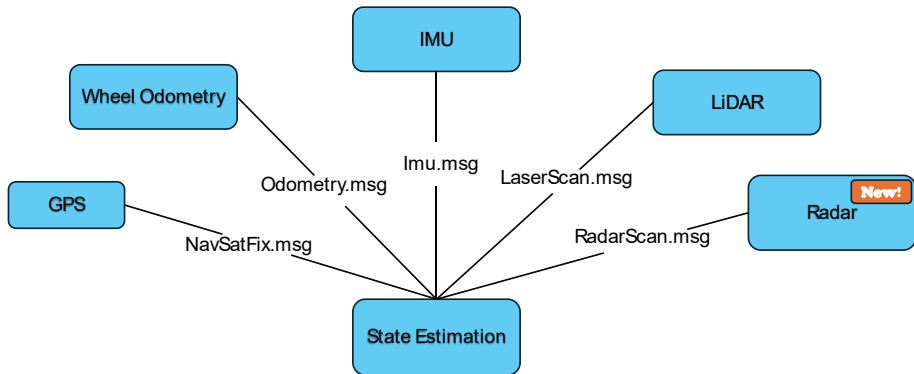 IMU
Wheel Odometry
LiDAR
Imu.msg
LaserScan.msg
Odometry.msg
New!
GPS
Radar
NavSatFix.msg
RadarScan.msg
State Estimation